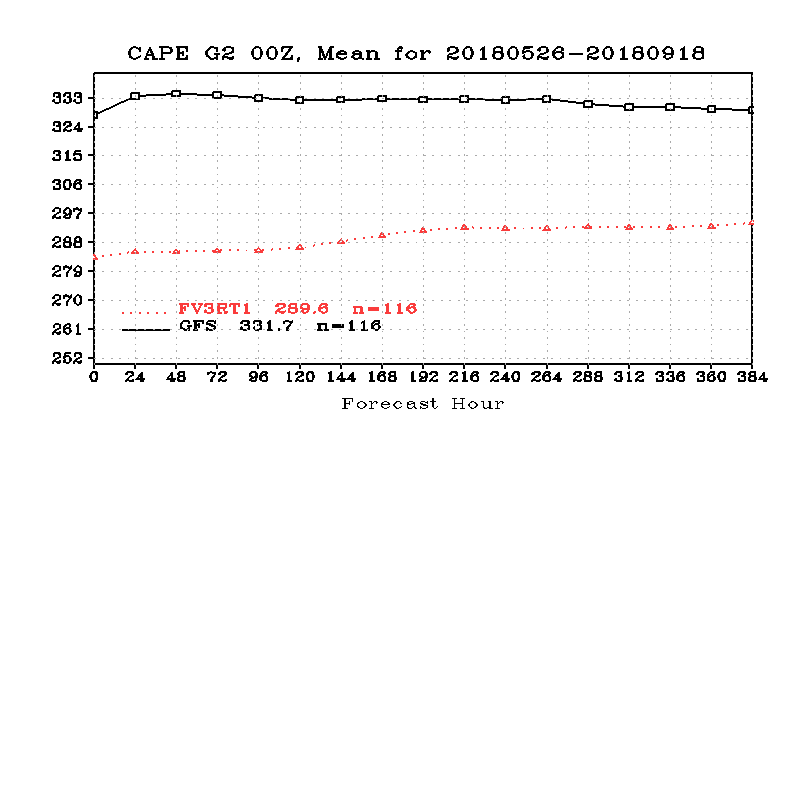 CAPE G2 00Z, Mean for 20180526-20180918
333
324
315
306
297
288
279
270
261
252
FV3RT1 289.6 n=116
GFS 331.7 n=116
0 24 48 72 96 120 144 168 192 216 240 264 288 312 336 360 384
Forecast Hour